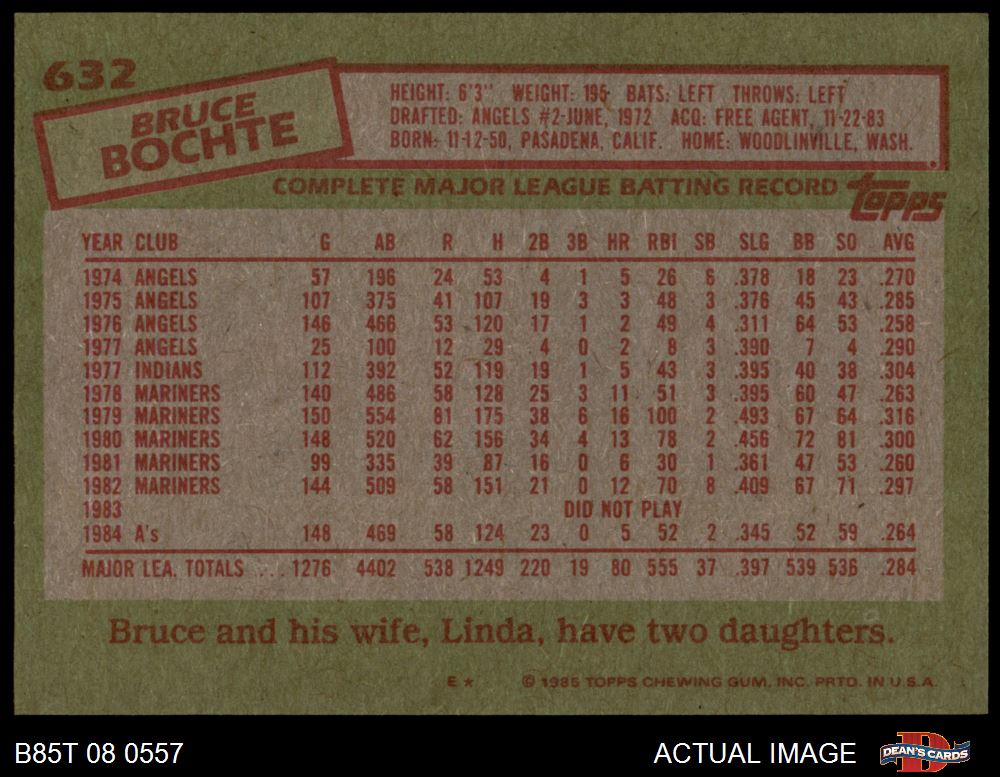 632
BRUCE
BOCHTE
HEIGHT: 6'3" WEIGHT: 195 BATS: LEFT THROWS: LEFT
DRAFTED: ANGELS #2-JUNE, 1972 ACQ: FREE AGENT, 11-22-83
BORN: 11-12-50, PASADENA, CALIF. HOME: WOODLINVILLE, WASH.
COMPLETE MAJOR LEAGUE BATTING RECORD topps
YEAR CLUB G AB R H 2B 3B HR RBI SB SLG BB SO AVG
1974 ANGELS 57 196 24 53 4 1 5 26 6 .378 18 23 .270
1975 ANGELS 107 375 41 107 19 3 3 48 3 .376 45 43 .285
1976 ANGELS 146 466 53 120 17 1 2 49 4 .311 64 53 .258
1977 ANGELS 25 100 12 29 4 0 2 8 3 .390 7 4 .290
1977 INDIANS 112 392 52 119 19 1 5 43 3 .395 40 38 .304
1978 MARINERS 140 486 58 128 25 3 11 51 3 .395 60 47 .263
1979 MARINERS 150 554 81 175 38 6 16 100 2 .493 67 64 .316
1980 MARINERS 148 520 62 156 34 4 13 78 2 .456 72 81 .300
1981 MARINERS 99 335 39 87 16 0 6 30 1 .361 47 53 .260
1982 MARINERS 144 509 58 151 21 0 12 70 8 .409 67 71 .297
1983 DID NOT PLAY
1984 A's 148 469 58 124 23 0 5 52 2 .345 52 59 .264
MAJOR LEA. TOTALS .... 1276 4402 538 1249 220 19 80 555 37 .397 539 536 .284
Bruce and his wife, Linda, have two daughters.
E* © 1985 TOPPS CHEWING GUM, INC. PRTD. IN U.S.A.
B85T 08 0557 ACTUAL IMAGE D DEAN'S CARDS